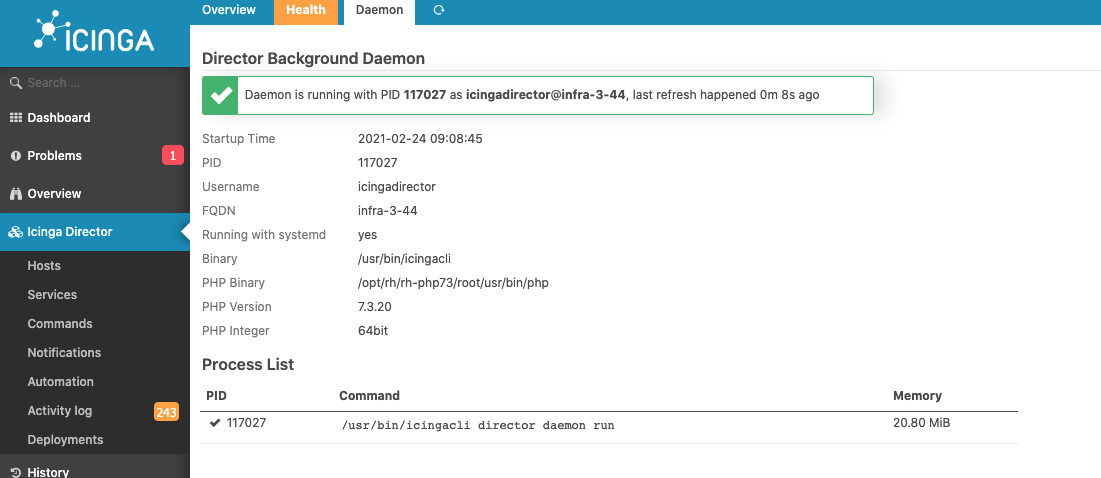 Overview Health Daemon
ICINGA
Search ...
Dashboard
Problems 1
Overview
Icinga Director
Hosts
Services
Commands
Notifications
Automation
Activity log 243
Deployments
History
Director Background Daemon
Daemon is running with PID 117027 as icingadirector@infra-3-44, last refresh happened 0m 8s ago
Startup Time 2021-02-24 09:08:45
PID 117027
Username icingadirector
FQDN infra-3-44
Running with systemd yes
Binary /usr/bin/icingacli
PHP Binary /opt/rh/rh-php73/root/usr/bin/php
PHP Version 7.3.20
PHP Integer 64bit
Process List
PID Command Memory
117027 /usr/bin/icingacli director daemon run 20.80 MiB